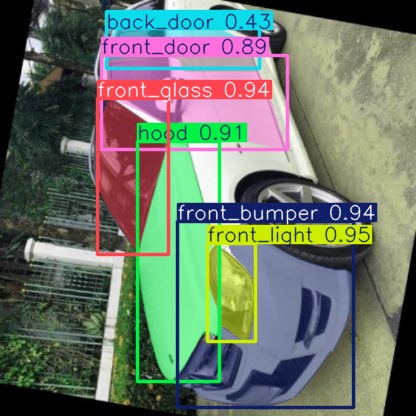 back_door 0.43
front_door 0.89
front_glass 0.94
hood 0.91
front_bumper 0.94
front_light 0.95